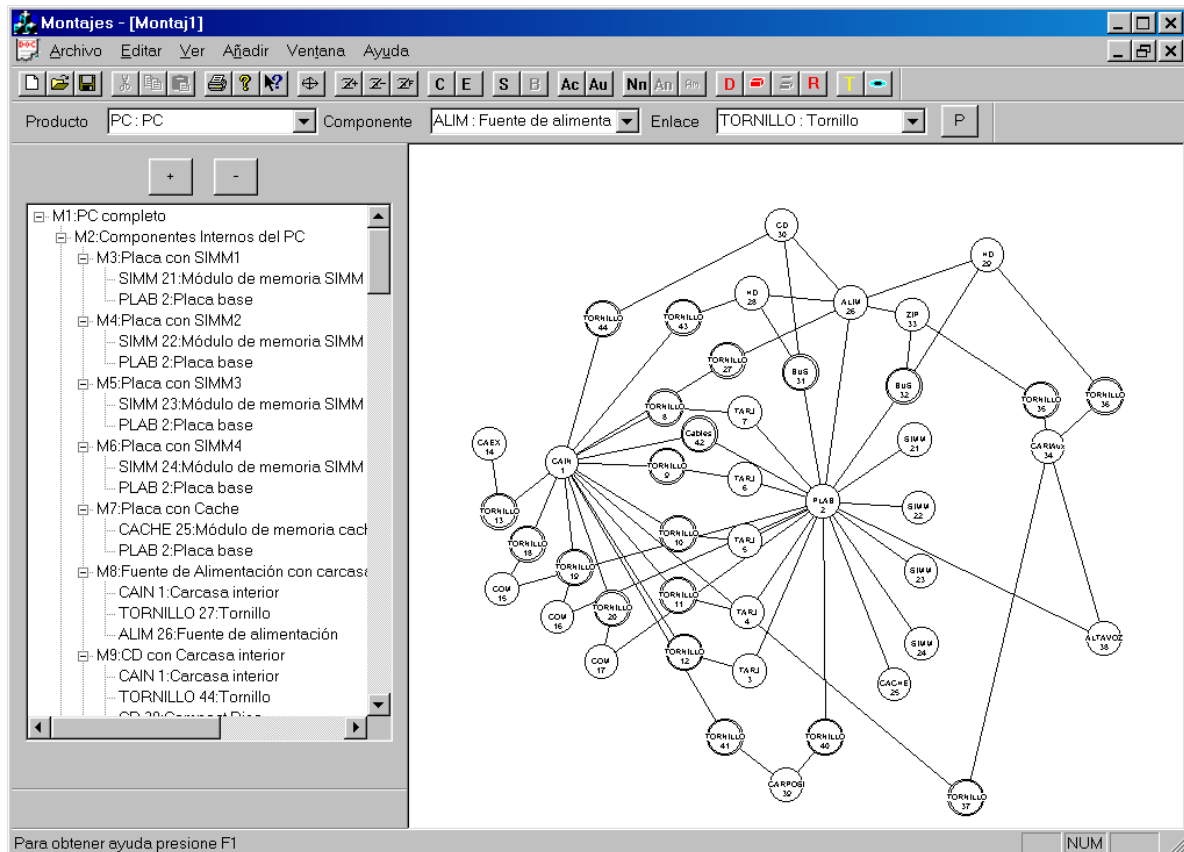 Montajes - [Montaj1]
Archivo Editar Ver Añadir Ventana Ayuda
C E S B Ac Au Nn An Am D R T
Producto PC : PC Componente ALIM : Fuente de alimenta Enlace TORNILLO : Tornillo P
+ -
M1:PC completo
M2:Componentes Internos del PC
M3:Placa con SIMM1
SIMM 21:Módulo de memoria SIMM
PLAB 2:Placa base
M4:Placa con SIMM2
SIMM 22:Módulo de memoria SIMM
PLAB 2:Placa base
M5:Placa con SIMM3
SIMM 23:Módulo de memoria SIMM
PLAB 2:Placa base
M6:Placa con SIMM4
SIMM 24:Módulo de memoria SIMM
PLAB 2:Placa base
M7:Placa con Cache
CACHE 25:Módulo de memoria cach
PLAB 2:Placa base
M8:Fuente de Alimentación con carcasa
CAIN 1:Carcasa interior
TORNILLO 27:Tornillo
ALIM 26:Fuente de alimentación
M9:CD con Carcasa interior
CAIN 1:Carcasa interior
TORNILLO 44:Tornillo
CD
30
HD
29
HD
28
ALIM
26
ZIP
33
TORNILLO
44
TORNILLO
43
TORNILLO
27
BUS
31
BUS
32
TORNILLO
35
TORNILLO
36
TORNILLO
8
TARJ
7
Cables
42
CAEX
14
CAIN
1
TORNILLO
9
TARJ
6
SIMM
21
CARIAux
34
PLAB
2
SIMM
22
TORNILLO
13
TORNILLO
18
TORNILLO
10
TARJ
5
TORNILLO
19
SIMM
23
COM
15
COM
16
TORNILLO
20
TORNILLO
11
TARJ
4
COM
17
TORNILLO
12
TARJ
3
SIMM
24
CACHE
25
ALTAVOZ
38
TORNILLO
41
TORNILLO
40
CARPOSI
39
TORNILLO
37
Para obtener ayuda presione F1
NUM